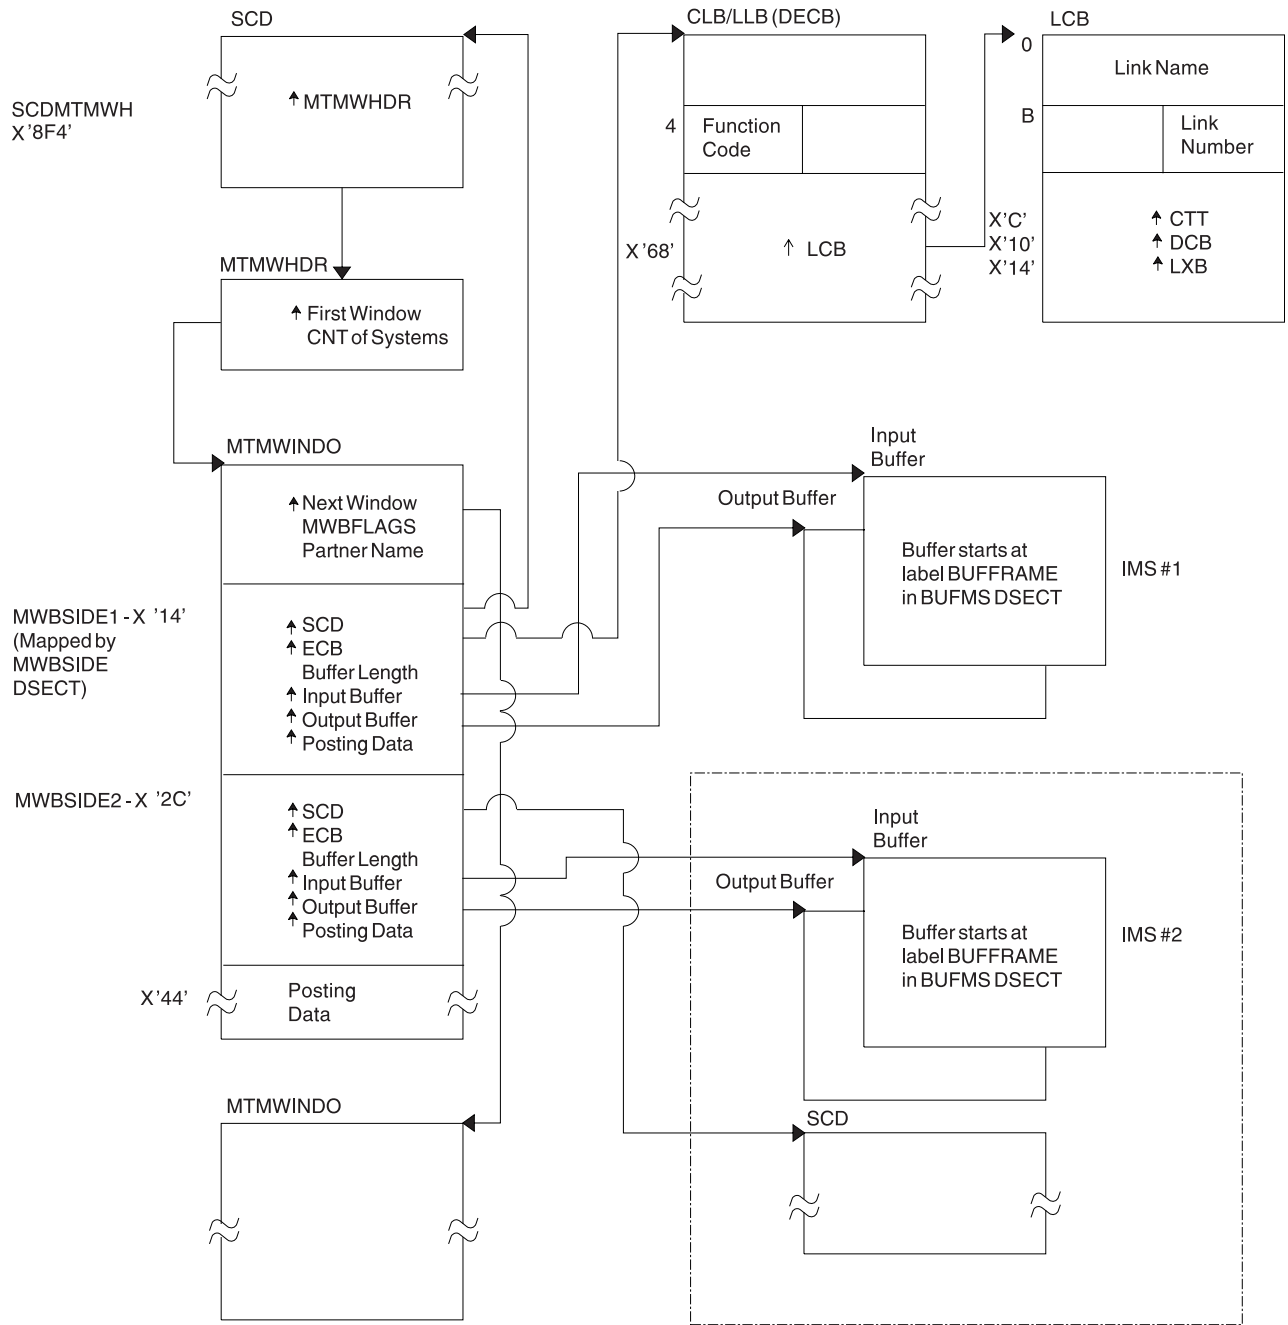 SCD
↑ MTMWHDR
SCDMTMWH
X '8F4'
MTMWHDR
↑ First Window
CNT of Systems
MTMWINDO
↑ Next Window
MWBFLAGS
Partner Name
MWBSIDE1 - X '14'
(Mapped by
MWBSIDE
DSECT)
↑ SCD
↑ ECB
Buffer Length
↑ Input Buffer
↑ Output Buffer
↑ Posting Data
MWBSIDE2 - X '2C'
↑ SCD
↑ ECB
Buffer Length
↑ Input Buffer
↑ Output Buffer
↑ Posting Data
X '44'
Posting
Data
MTMWINDO
CLB/LLB (DECB)
4
Function
Code
X '68'
↑ LCB
LCB
0
Link Name
B
Link
Number
X'C'
X'10'
X'14'
↑ CTT
↑ DCB
↑ LXB
Input
Buffer
Output Buffer
Buffer starts at
label BUFFRAME
in BUFMS DSECT
IMS #1
Input
Buffer
Output Buffer
Buffer starts at
label BUFFRAME
in BUFMS DSECT
IMS #2
SCD